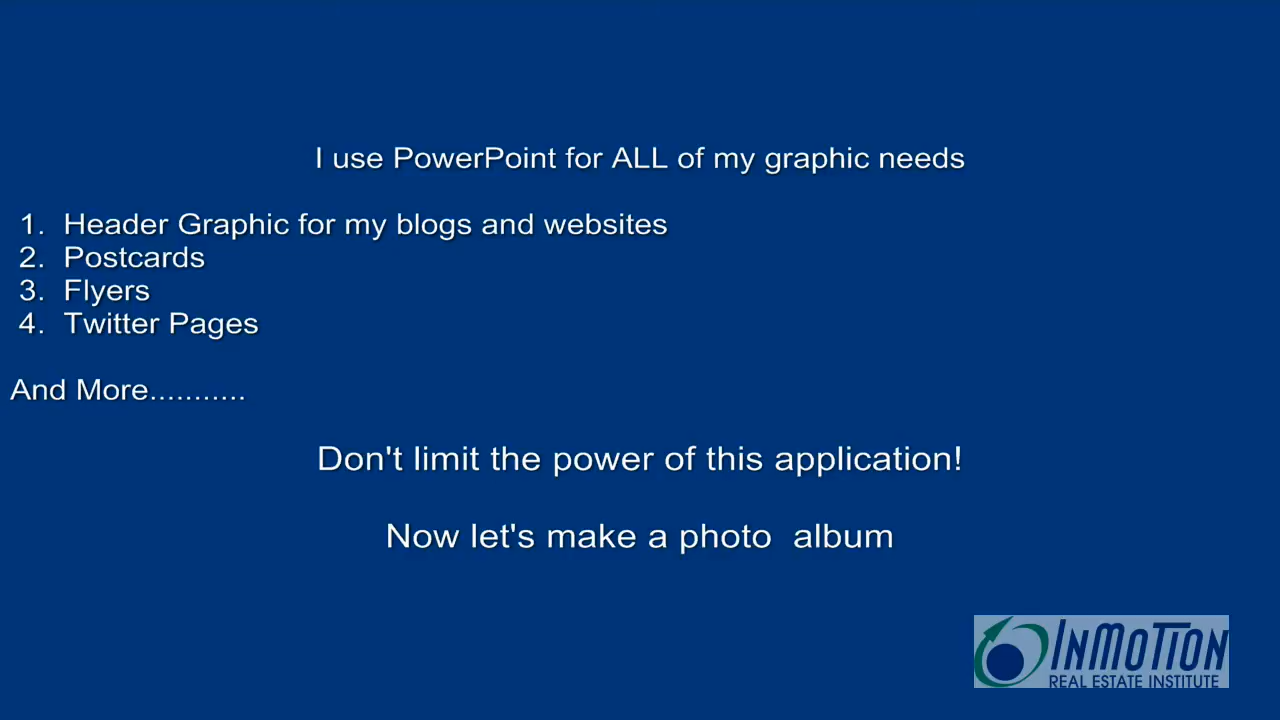 I use PowerPoint for ALL of my graphic needs
1. Header Graphic for my blogs and websites
2. Postcards
3. Flyers
4. Twitter Pages
And More...........
Don't limit the power of this application!
Now let's make a photo  album
INMOTION
REAL ESTATE INSTITUTE